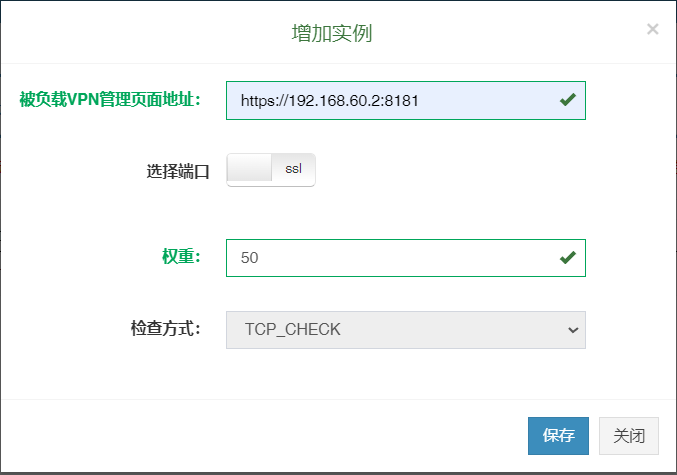 增加实例
×
被负载VPN管理页面地址：
https://192.168.60.2:8181
选择端口
ssl
权重：
50
检查方式：
TCP_CHECK
保存
关闭